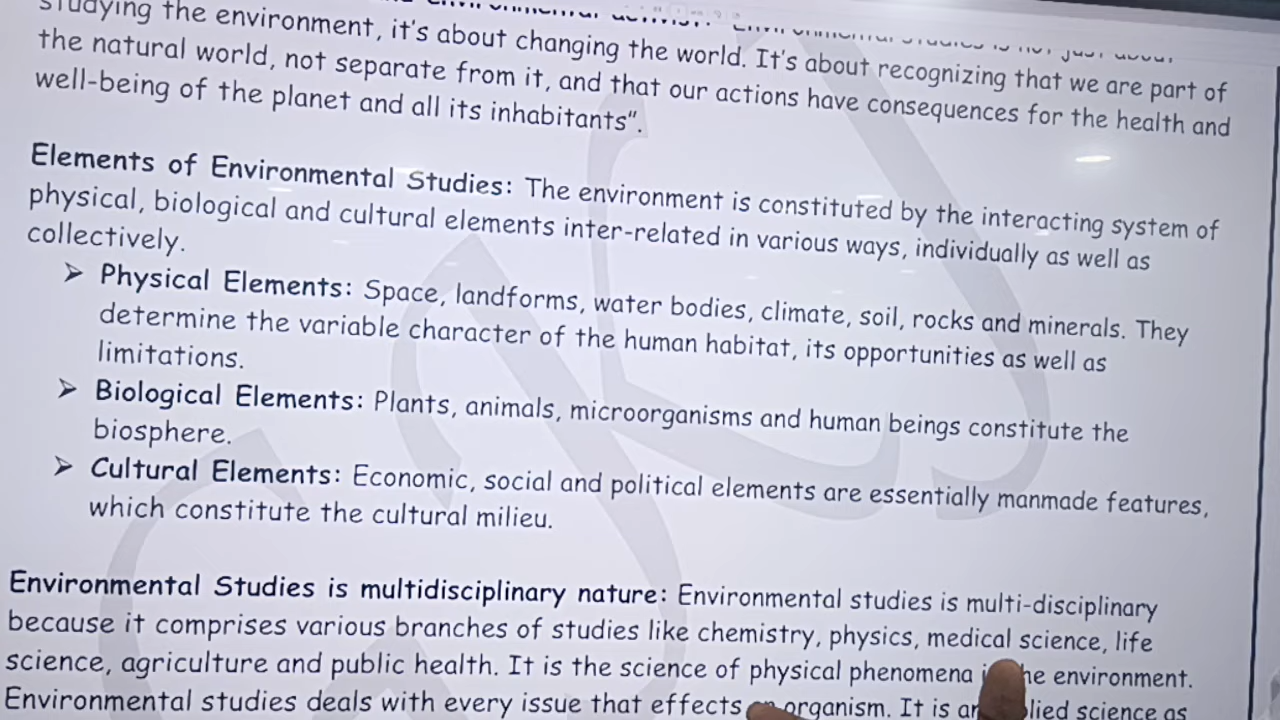 studying the environment, it's about changing the world. It's about recognizing that we are part of
the natural world, not separate from it, and that our actions have consequences for the health and
well-being of the planet and all its inhabitants”.
Elements of Environmental Studies: The environment is constituted by the interacting system of
physical, biological and cultural elements inter-related in various ways, individually as well as
collectively.
➤ Physical Elements: Space, landforms, water bodies, climate, soil, rocks and minerals. They
determine the variable character of the human habitat, its opportunities as well as
limitations.
➤ Biological Elements: Plants, animals, microorganisms and human beings constitute the
biosphere.
➤ Cultural Elements: Economic, social and political elements are essentially manmade features,
which constitute the cultural milieu.
Environmental Studies is multidisciplinary nature: Environmental studies is multi-disciplinary
because it comprises various branches of studies like chemistry, physics, medical science, life
science, agriculture and public health. It is the science of physical phenomena environment.
Environmental studies deals with every issue that effects organism. It is science as